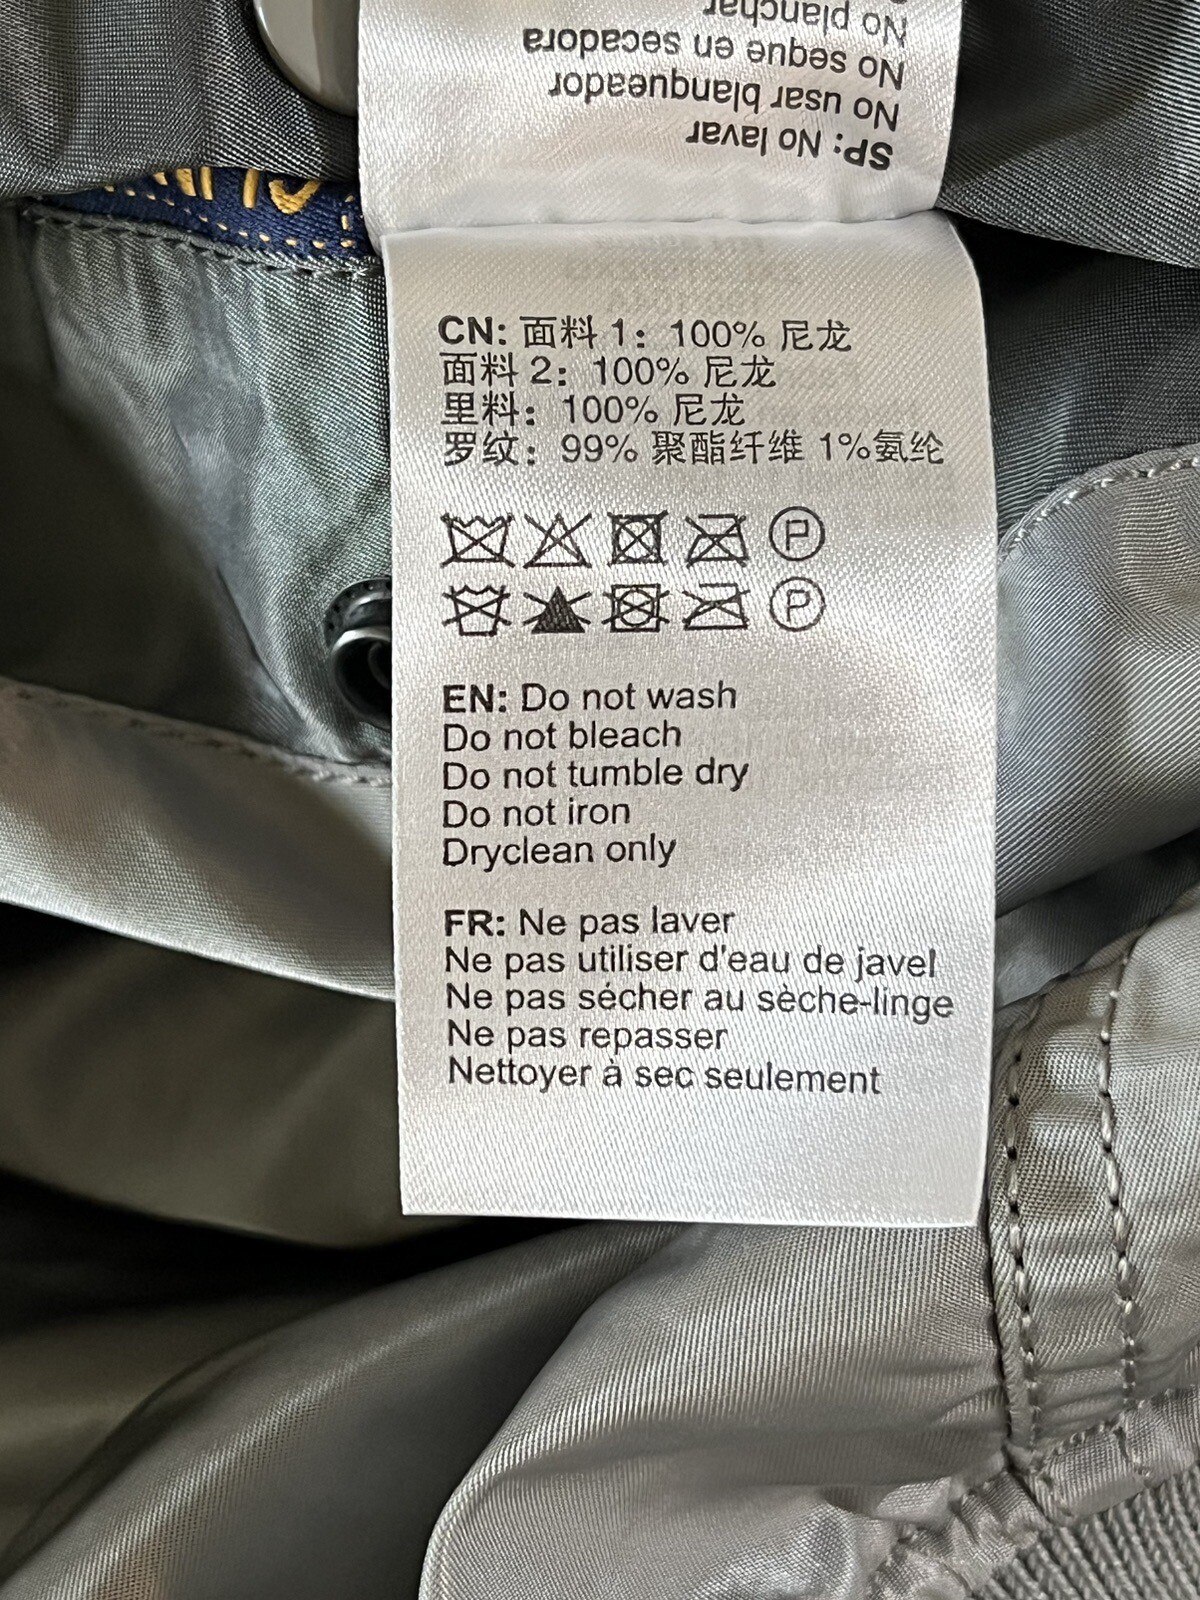 No planchar
No seque en secadora
No usar blanqueador
SP: No lavar
CN: 面料 1: 100% 尼龙
面料 2: 100% 尼龙
里料: 100% 尼龙
罗纹: 99% 聚酯纤维 1%氨纶
P
P
EN: Do not wash
Do not bleach
Do not tumble dry
Do not iron
Dryclean only
FR: Ne pas laver
Ne pas utiliser d'eau de javel
Ne pas sécher au sèche-linge
Ne pas repasser
Nettoyer à sec seulement